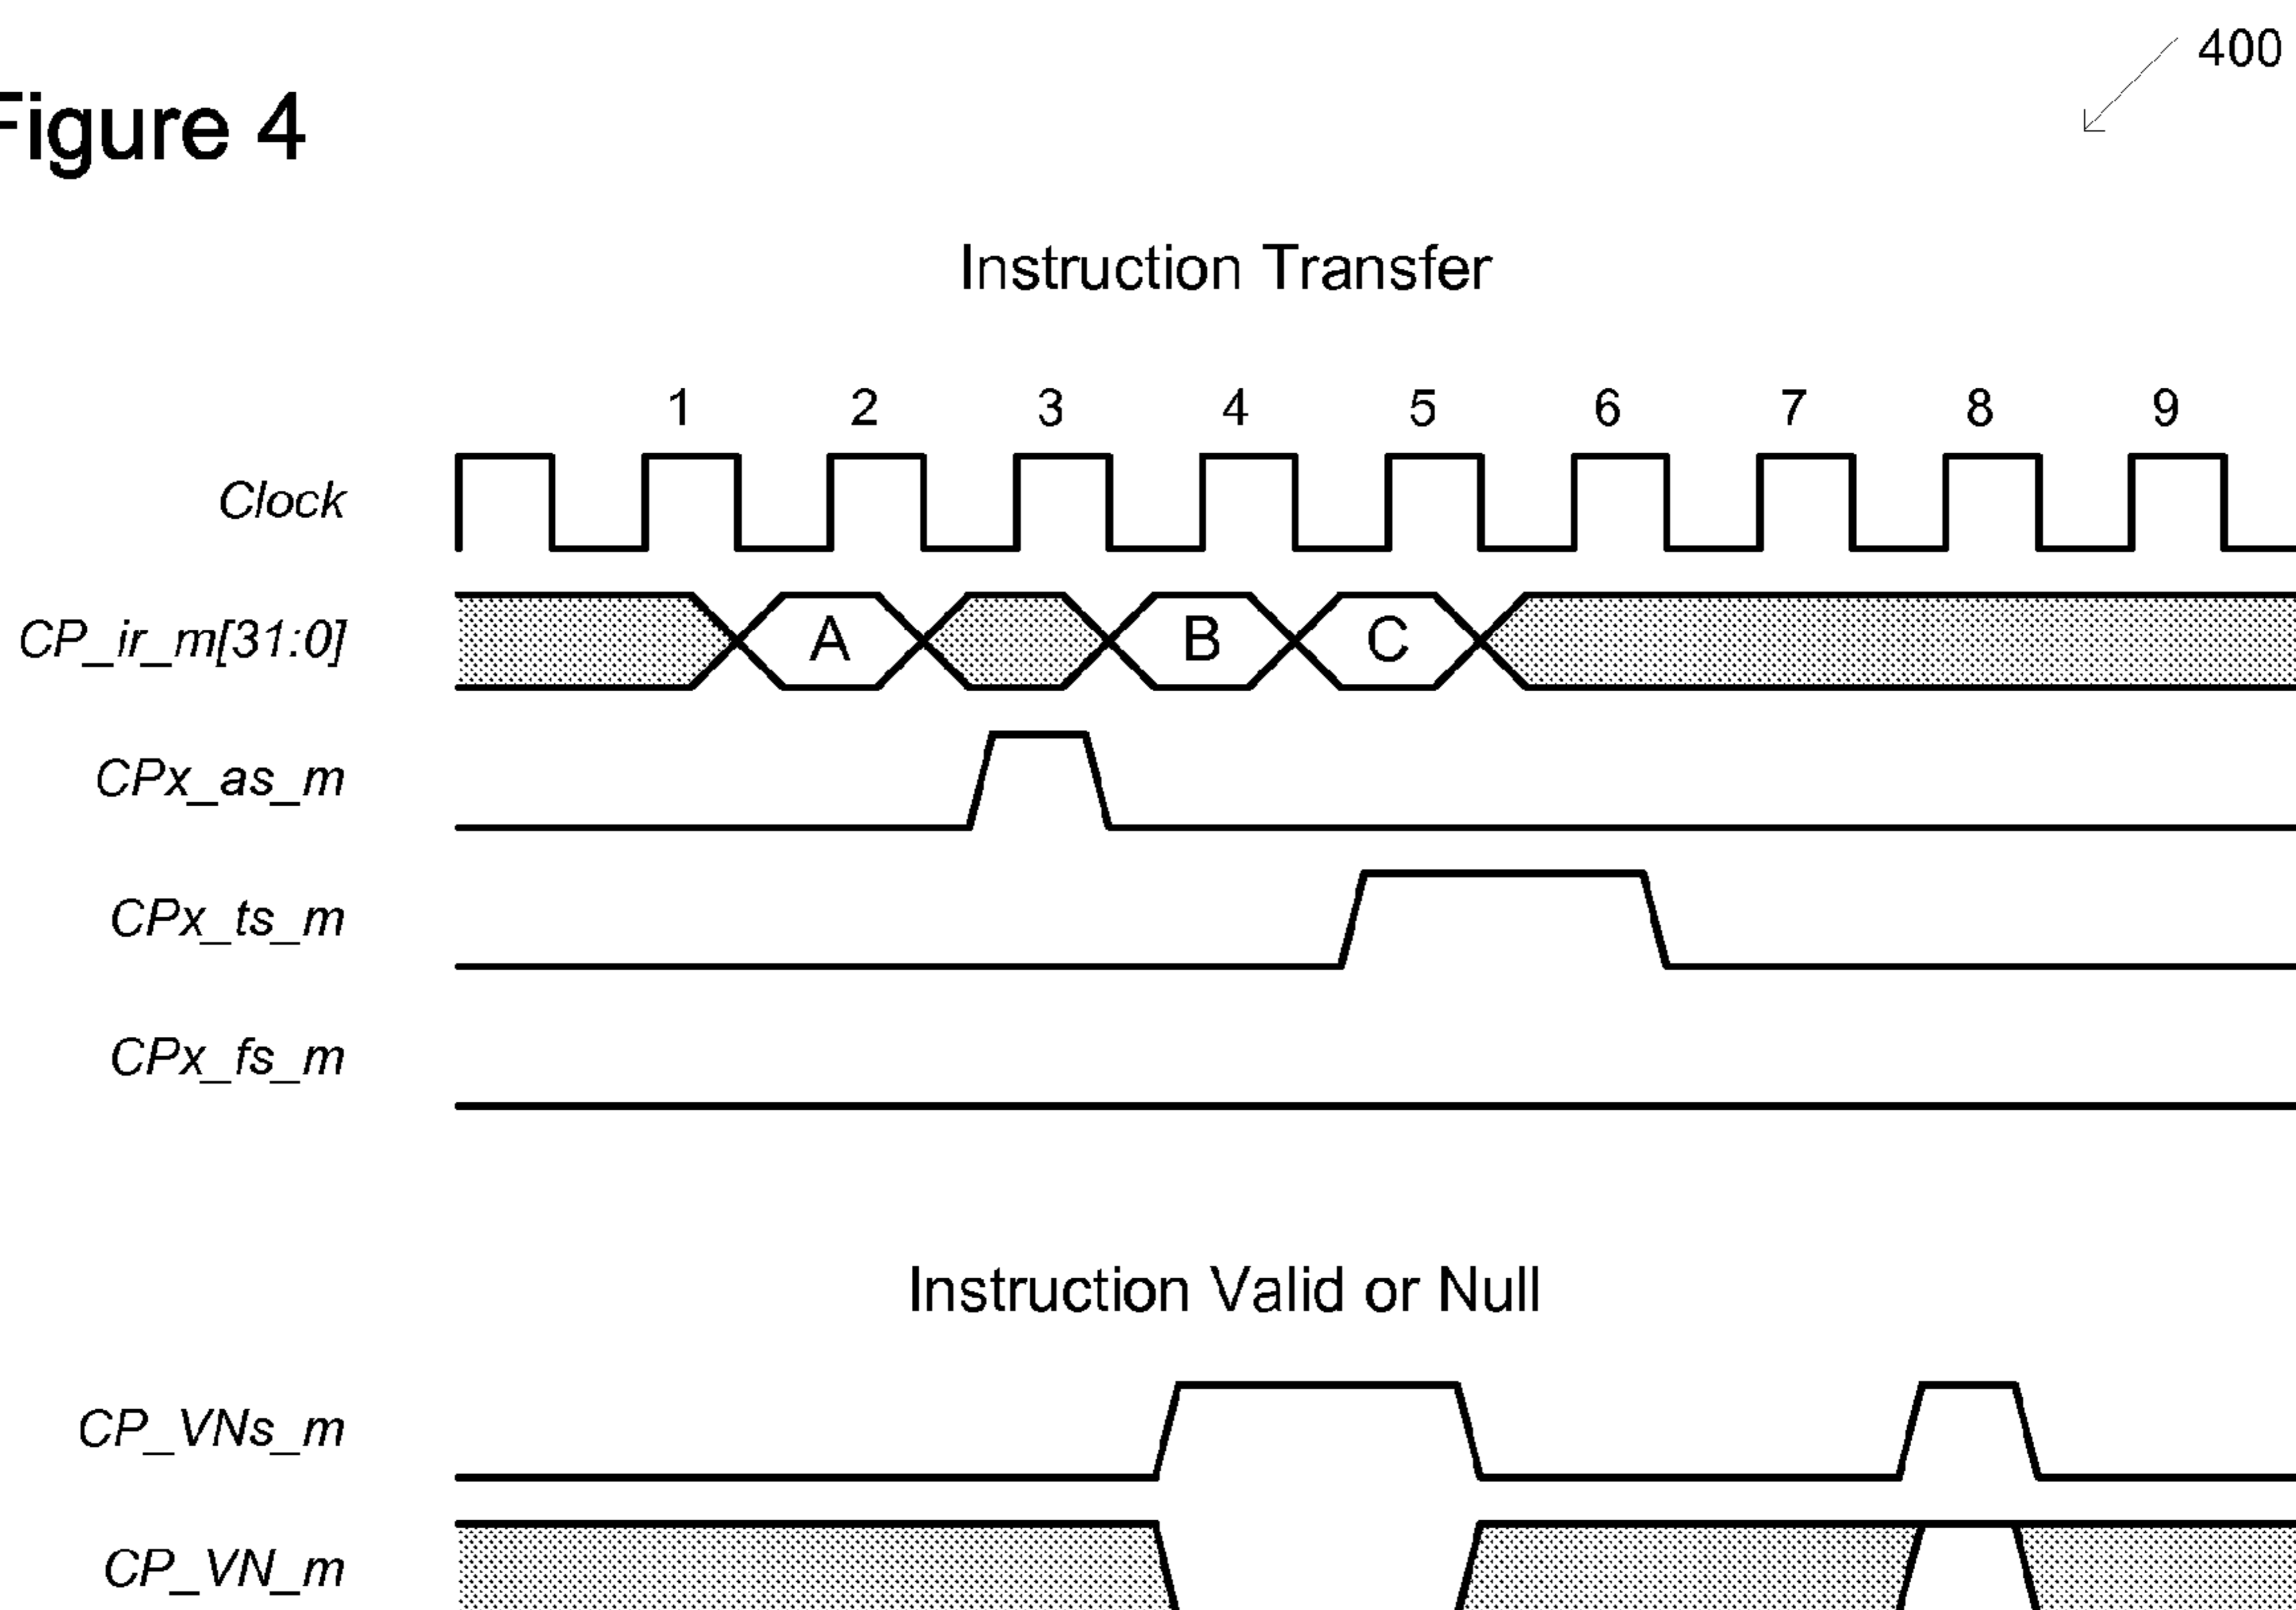 400
Figure 4
Instruction Transfer
1 2 3 4 5 6 7 8 9
Clock
CP_ir_m[31:0] A B C
CPx_as_m
CPx_ts_m
CPx_fs_m
Instruction Valid or Null
CP_VNs_m
CP_VN_m